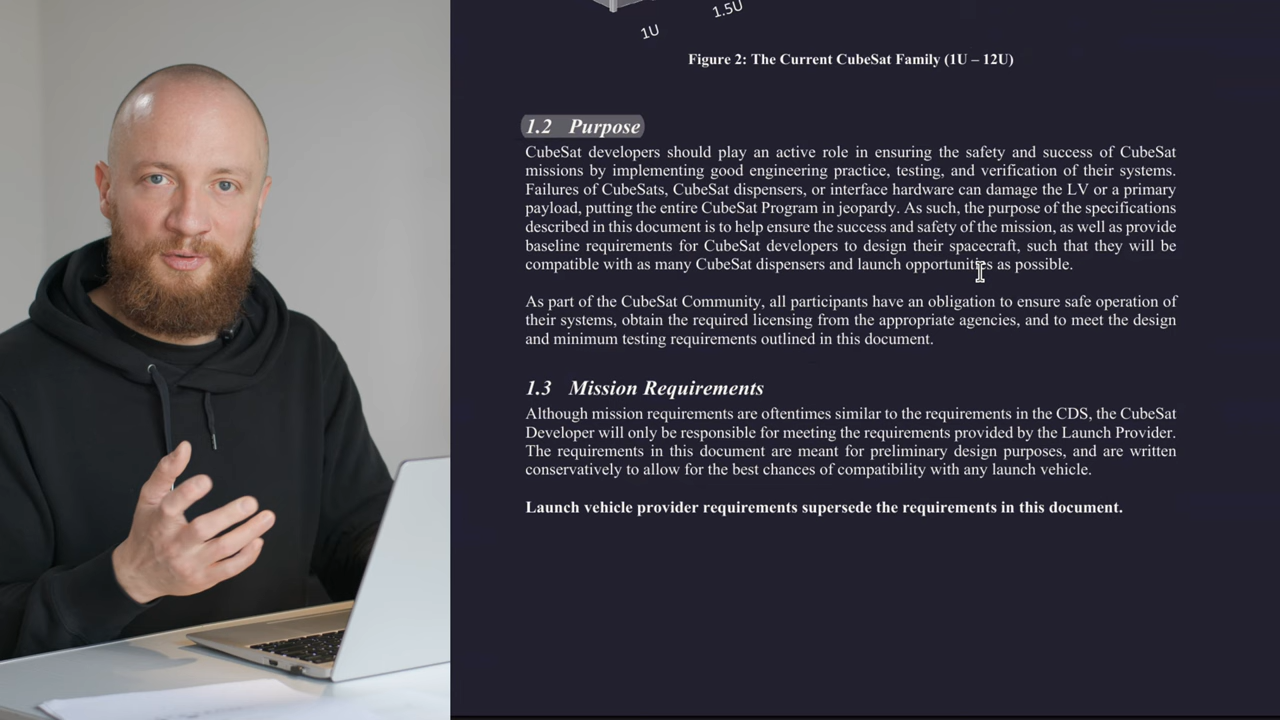 1U
1.5U
Figure 2: The Current CubeSat Family (1U – 12U)
1.2 Purpose
CubeSat developers should play an active role in ensuring the safety and success of CubeSat
missions by implementing good engineering practice, testing, and verification of their systems.
Failures of CubeSats, CubeSat dispensers, or interface hardware can damage the LV or a primary
payload, putting the entire CubeSat Program in jeopardy. As such, the purpose of the specifications
described in this document is to help ensure the success and safety of the mission, as well as provide
baseline requirements for CubeSat developers to design their spacecraft, such that they will be
compatible with as many CubeSat dispensers and launch opportunities as possible.
As part of the CubeSat Community, all participants have an obligation to ensure safe operation of
their systems, obtain the required licensing from the appropriate agencies, and to meet the design
and minimum testing requirements outlined in this document.
1.3 Mission Requirements
Although mission requirements are oftentimes similar to the requirements in the CDS, the CubeSat
Developer will only be responsible for meeting the requirements provided by the Launch Provider.
The requirements in this document are meant for preliminary design purposes, and are written
conservatively to allow for the best chances of compatibility with any launch vehicle.
Launch vehicle provider requirements supersede the requirements in this document.